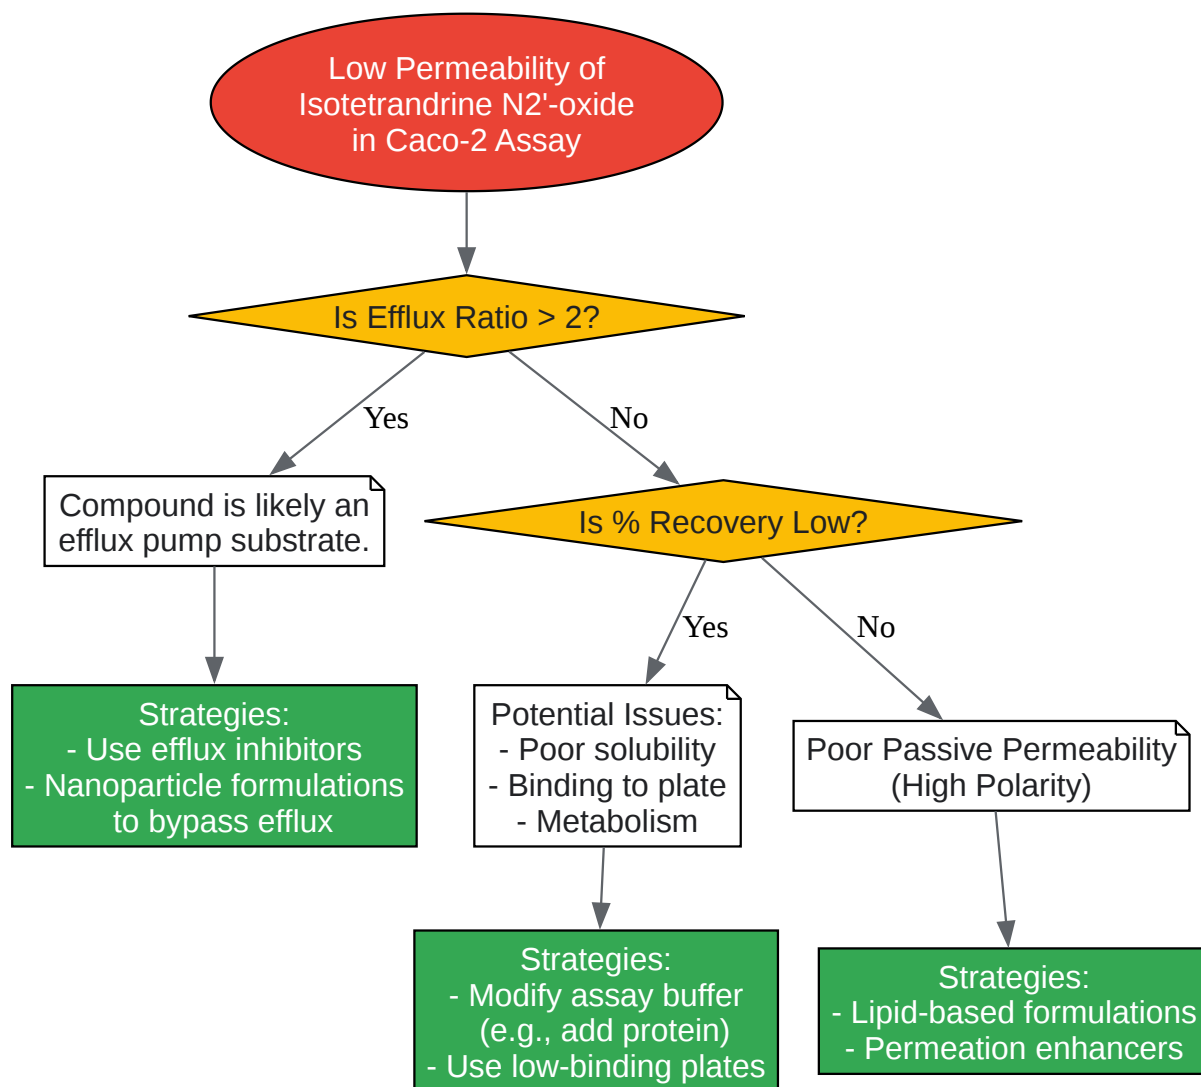 Low Permeability of
Isotetrandrine N2'-oxide
in Caco-2 Assay
Is Efflux Ratio > 2?
Yes
No
Compound is likely an
efflux pump substrate.
Is % Recovery Low?
Yes
No
Strategies:
- Use efflux inhibitors
- Nanoparticle formulations
to bypass efflux
Potential Issues:
- Poor solubility
- Binding to plate
- Metabolism
Poor Passive Permeability
(High Polarity)
Strategies:
- Modify assay buffer
(e.g., add protein)
- Use low-binding plates
Strategies:
- Lipid-based formulations
- Permeation enhancers